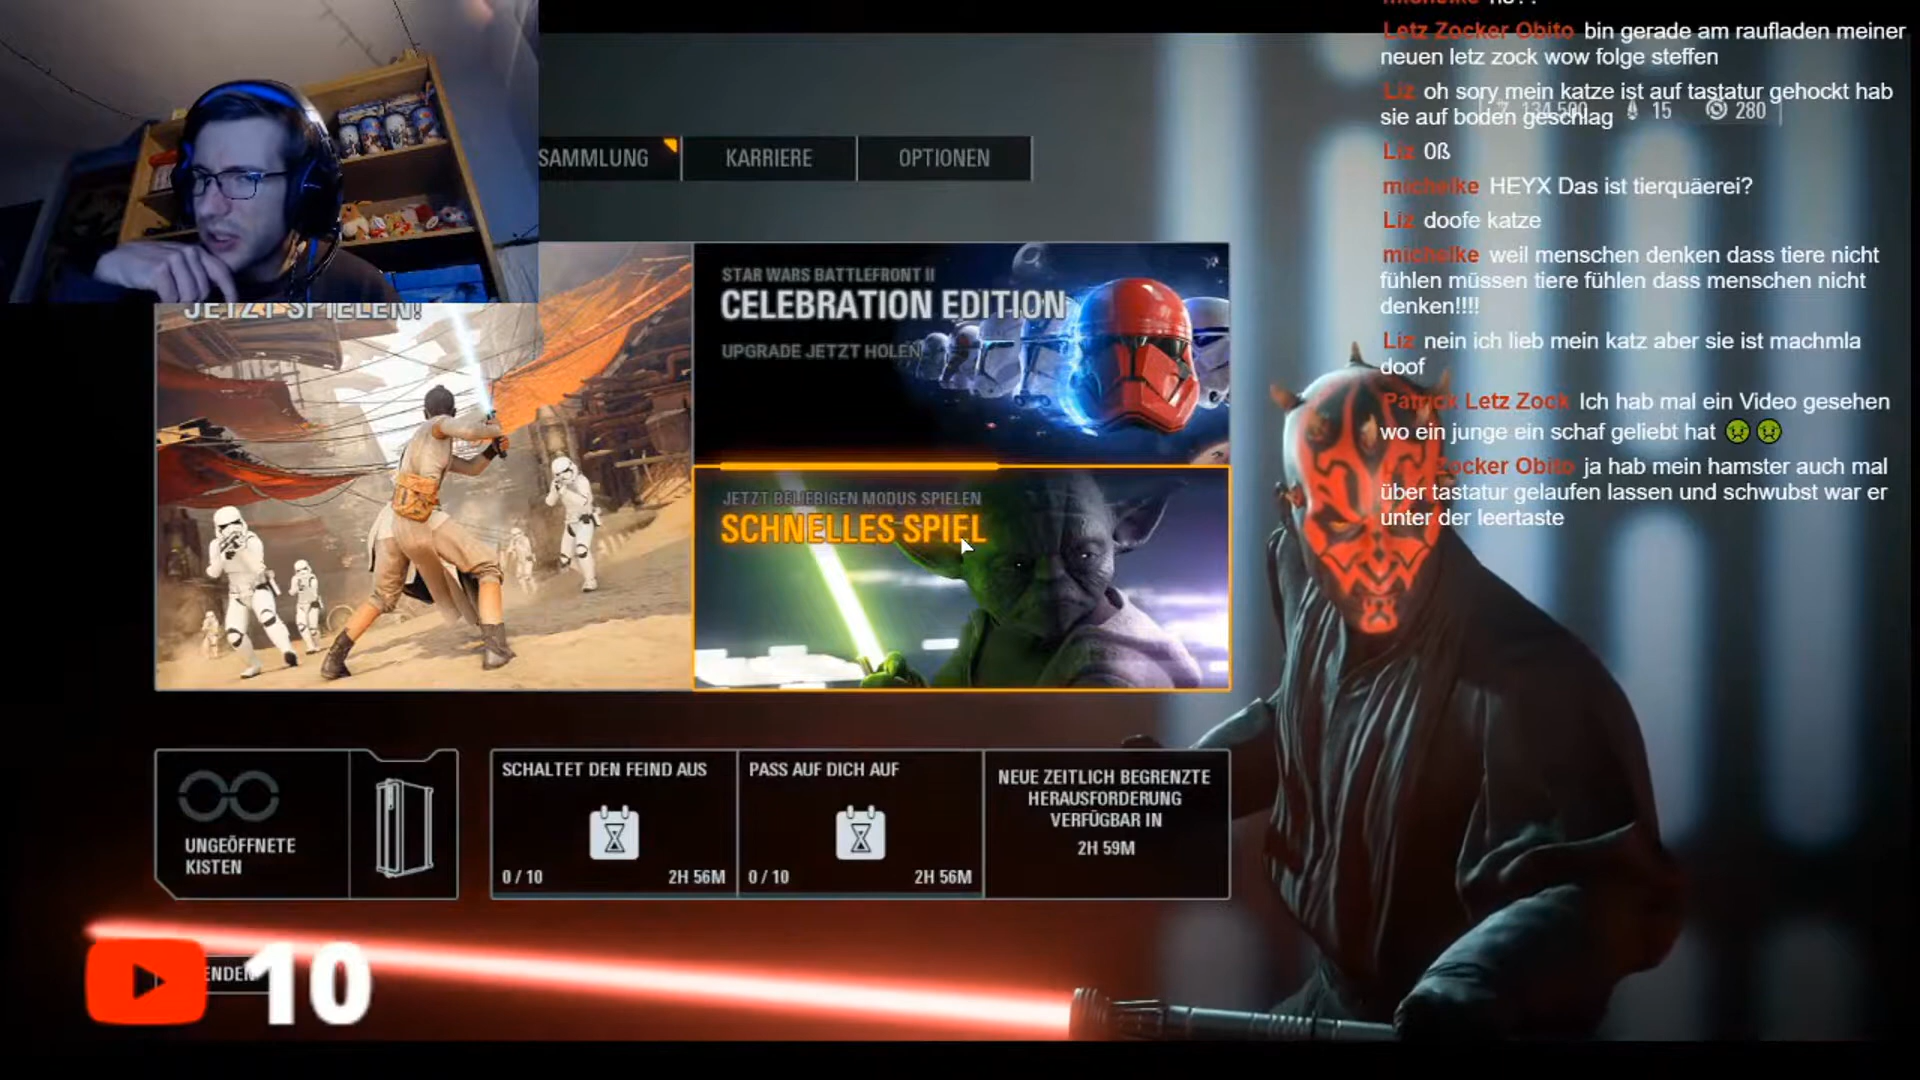 SAMMLUNG
KARRIERE
OPTIONEN
134,500
15
280
JETZT SPIELEN!
STAR WARS BATTLEFRONT II
CELEBRATION EDITION
UPGRADE JETZT HOLEN
JETZT BELIEBIGEN MODUS SPIELEN
SCHNELLES SPIEL
UNGEÖFFNETE
KISTEN
SCHALTET DEN FEIND AUS
0 / 10
2H 56M
PASS AUF DICH AUF
0 / 10
2H 56M
NEUE ZEITLICH BEGRENZTE
HERAUSFORDERUNG
VERFÜGBAR IN
2H 59M
ENDEN
10
Letz Zocker Obito bin gerade am raufladen meiner
neuen letz zock wow folge steffen
Liz oh sory mein katze ist auf tastatur gehockt hab
sie auf boden geschlag
Liz 0ß
michelke HEYX Das ist tierquäerei?
Liz doofe katze
michelke weil menschen denken dass tiere nicht
fühlen müssen tiere fühlen dass menschen nicht
denken!!!!
Liz nein ich lieb mein katz aber sie ist machmla
doof
Patrick Letz Zock Ich hab mal ein Video gesehen
wo ein junge ein schaf geliebt hat 🤢 🤢
Zocker Obito ja hab mein hamster auch mal
über tastatur gelaufen lassen und schwubst war er
unter der leertaste